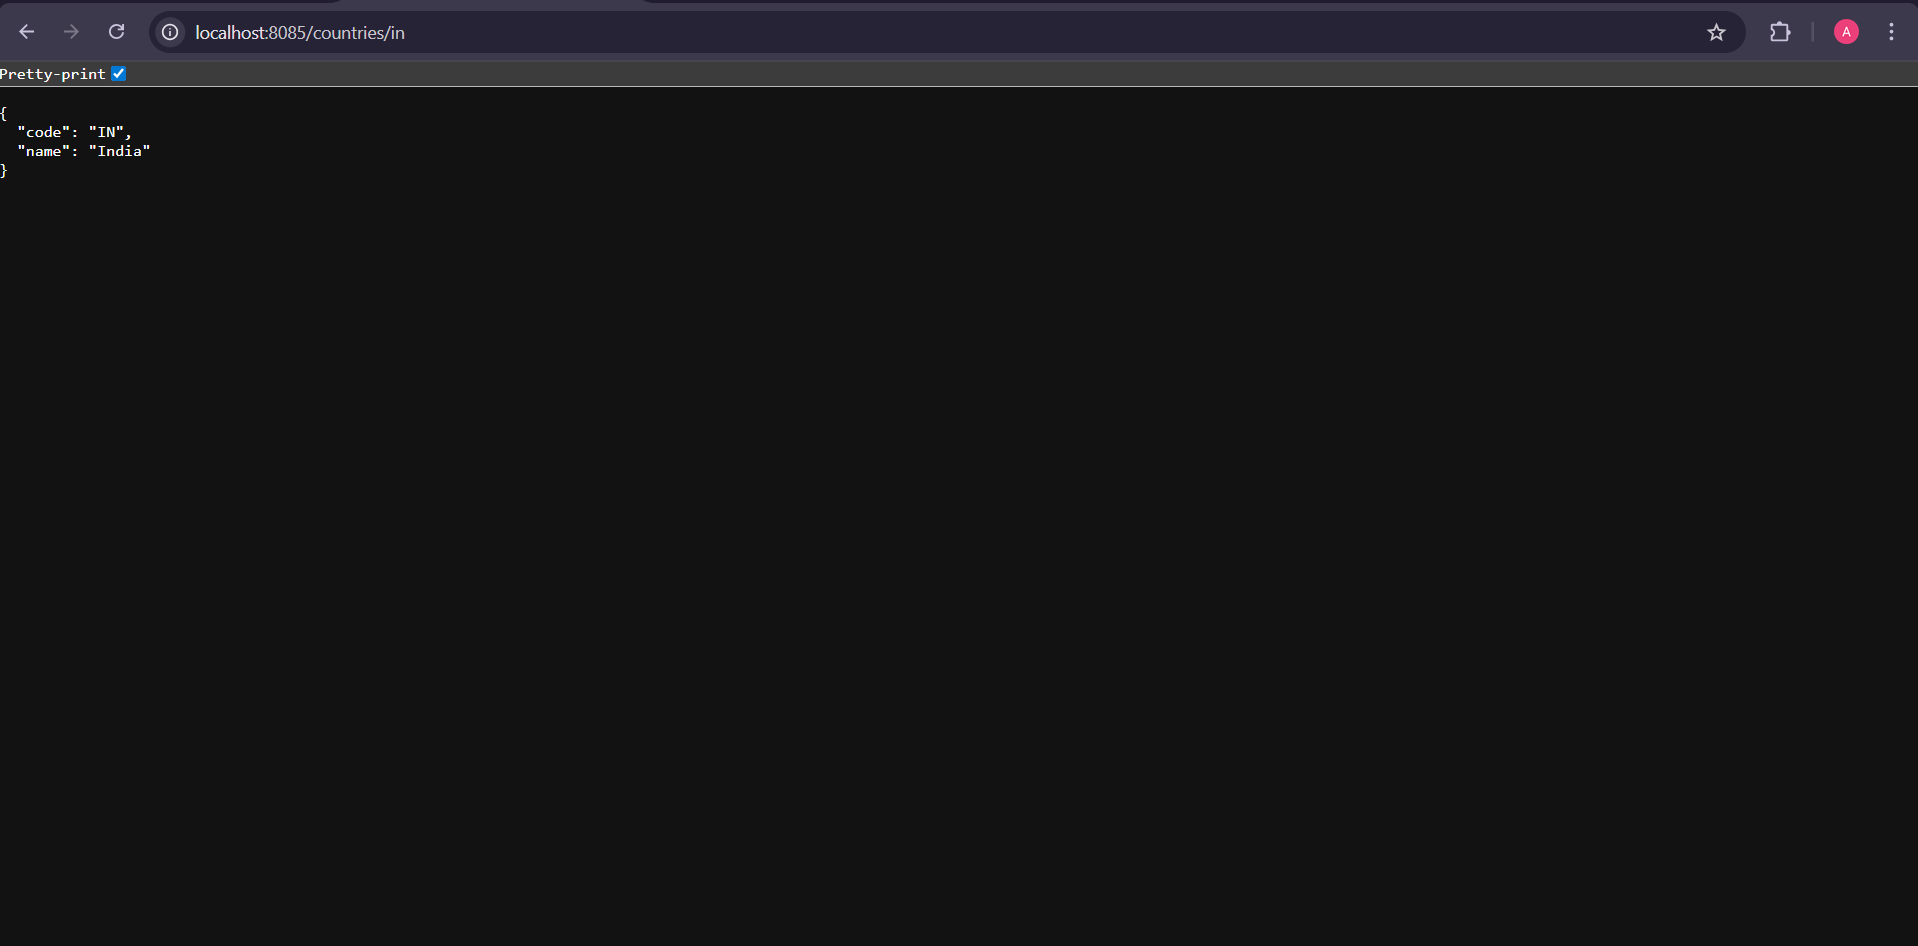 localhost:8085/countries/in
A
Pretty-print
{
  "code": "IN",
  "name": "India"
}